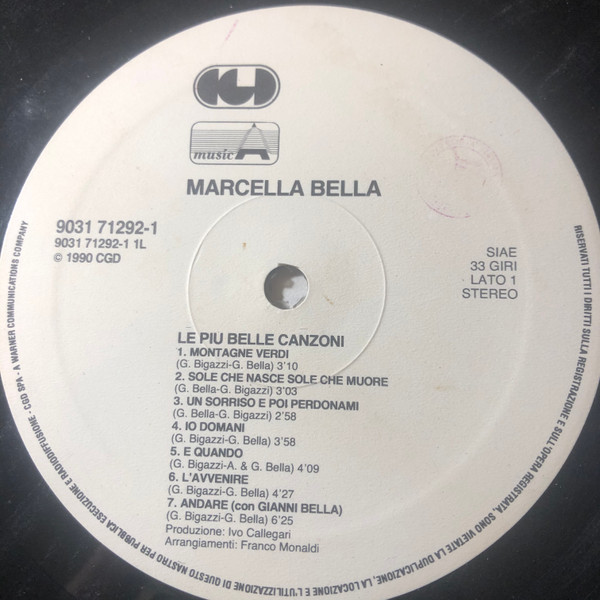 CGD
music A
MARCELLA BELLA
9031 71292-1
9031 71292-1 1L
© 1990 CGD
SIAE
33 GIRI
LATO 1
STEREO
LE PIU BELLE CANZONI
1. MONTAGNE VERDI
(G. Bigazzi-G. Bella) 3'10
2. SOLE CHE NASCE SOLE CHE MUORE
(G. Bella-G. Bigazzi) 3'03
3. UN SORRISO E POI PERDONAMI
(G. Bella-G. Bigazzi) 2'58
4. IO DOMANI
(G. Bigazzi-G. Bella) 3'58
5. E QUANDO
(G. Bigazzi-A. & G. Bella) 4'09
6. L'AVVENIRE
(G. Bigazzi-G. Bella) 4'27
7. ANDARE (con GIANNI BELLA)
(G. Bigazzi-G. Bella) 6'25
Produzione: Ivo Callegari
Arrangiamenti: Franco Monaldi
RISERVATI TUTTI I DIRITTI SULLA REGISTRAZIONE E SULL'OPERA REGISTRATA. SONO VIETATE LA DUPLICAZIONE, LA LOCAZIONE E L'UTILIZZAZIONE DI QUESTO NASTRO PER PUBBLICA ESECUZIONE E RADIODIFFUSIONE - CGD SPA - A WARNER COMMUNICATIONS COMPANY